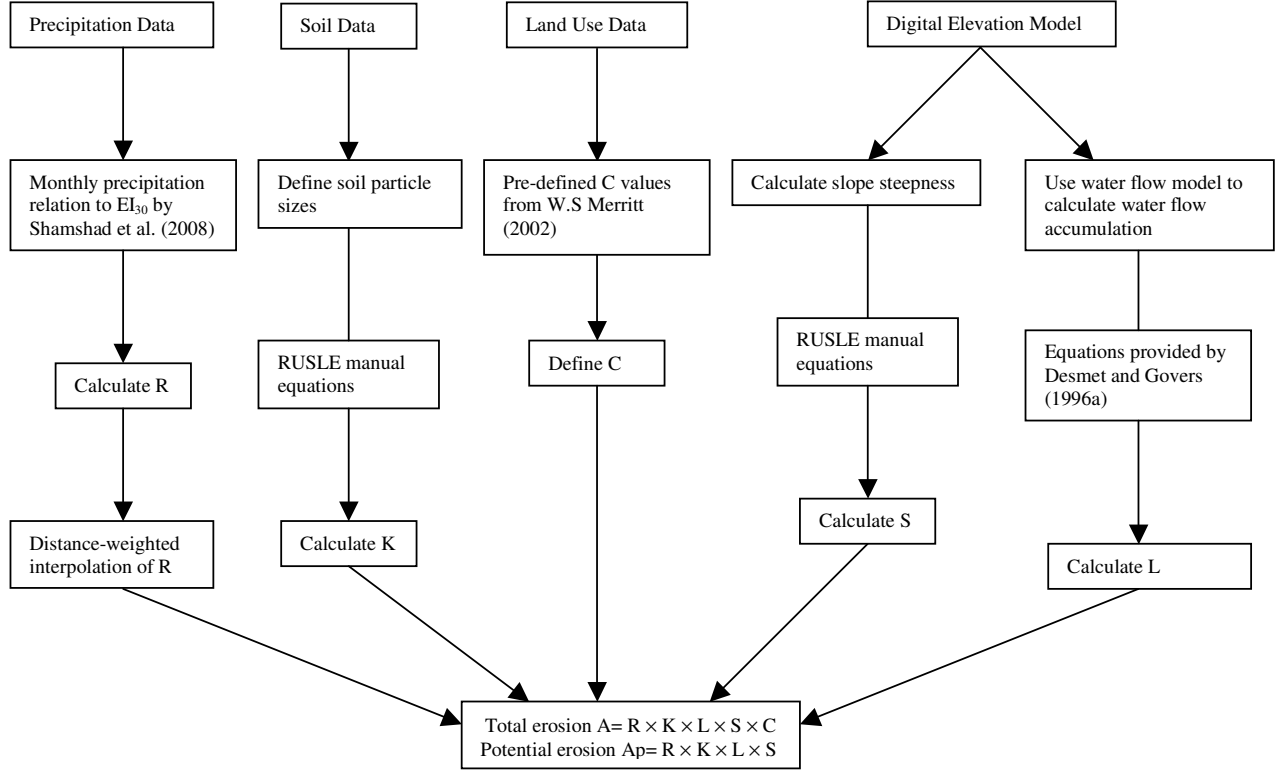 Precipitation Data
Soil Data
Land Use Data
Digital Elevation Model
Monthly precipitation
relation to EI30 by
Shamshad et al. (2008)
Define soil particle
sizes
Pre-defined C values
from W.S Merritt
(2002)
Calculate slope steepness
Use water flow model to
calculate water flow
accumulation
Calculate R
RUSLE manual
equations
Define C
RUSLE manual
equations
Equations provided by
Desmet and Govers
(1996a)
Distance-weighted
interpolation of R
Calculate K
Calculate S
Calculate L
Total erosion A= R × K × L × S × C
Potential erosion Ap= R × K × L × S